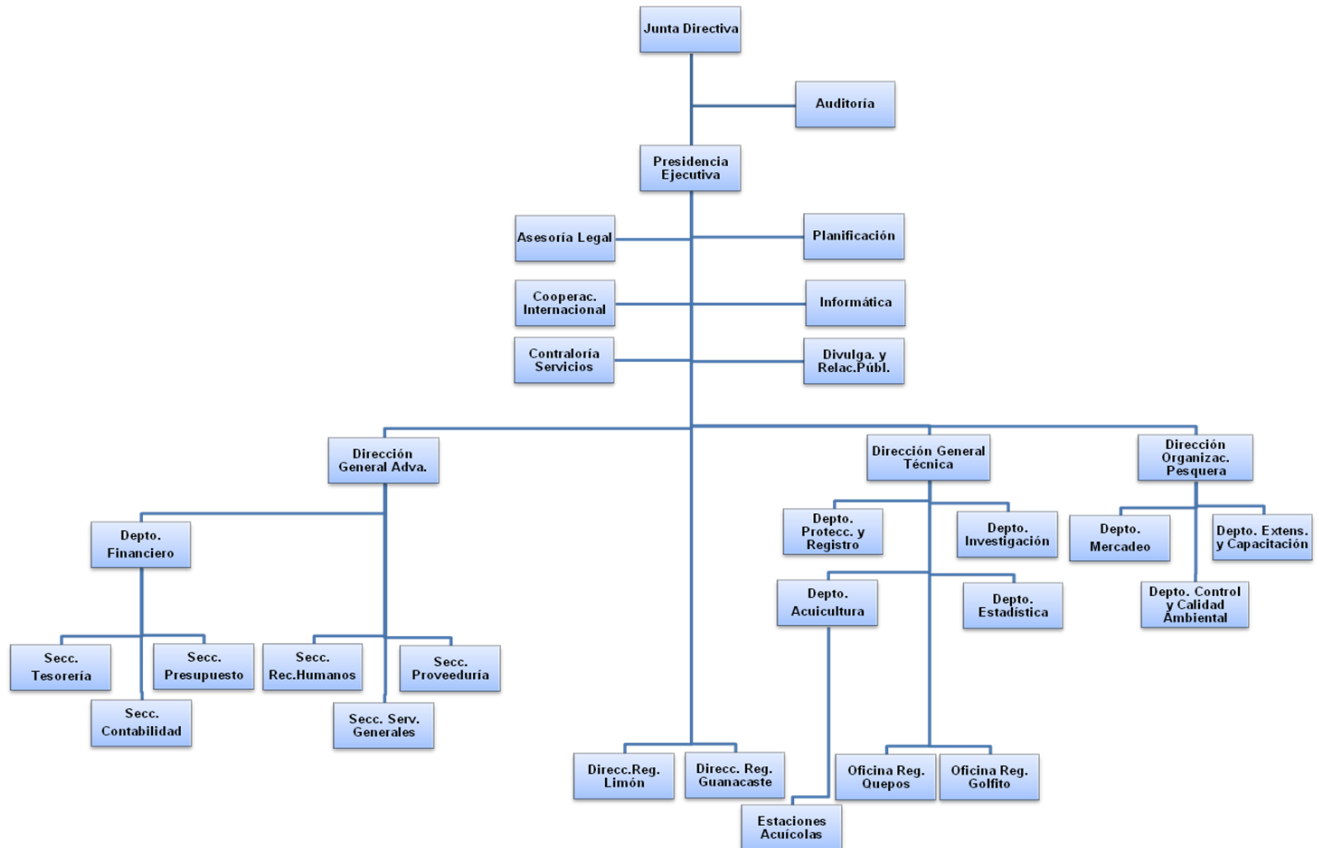 Junta Directiva
Auditoría
Presidencia
Ejecutiva
Asesoría Legal
Planificación
Cooperac.
Internacional
Informática
Contraloría
Servicios
Divulga. y
Relac.Públ.
Dirección
General Adva.
Dirección General
Técnica
Dirección
Organizac.
Pesquera
Depto.
Financiero
Depto.
Protecc. y
Registro
Depto.
Investigación
Depto.
Mercadeo
Depto. Extens.
y Capacitación
Depto.
Acuicultura
Depto.
Estadística
Depto. Control
y Calidad
Ambiental
Secc.
Tesorería
Secc.
Presupuesto
Secc.
Rec.Humanos
Secc.
Proveeduría
Secc.
Contabilidad
Secc. Serv.
Generales
Direcc.Reg.
Limón
Direcc. Reg.
Guanacaste
Oficina Reg.
Quepos
Oficina Reg.
Golfito
Estaciones
Acuícolas